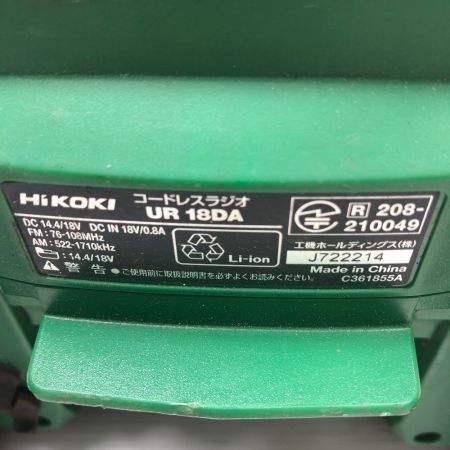 HiKOKI
コードレスラジオ
UR 18DA
DC 14.4/18V DC IN 18V/0.8A
FM : 76-108MHz
AM : 522-1710kHz
: 14.4/18V
Li-ion
警告 ●ご使用前に取扱説明書を必ずよくお読みください。
R 208-
210049
工機ホールディングス(株)
J722214
Made in China
C361855A